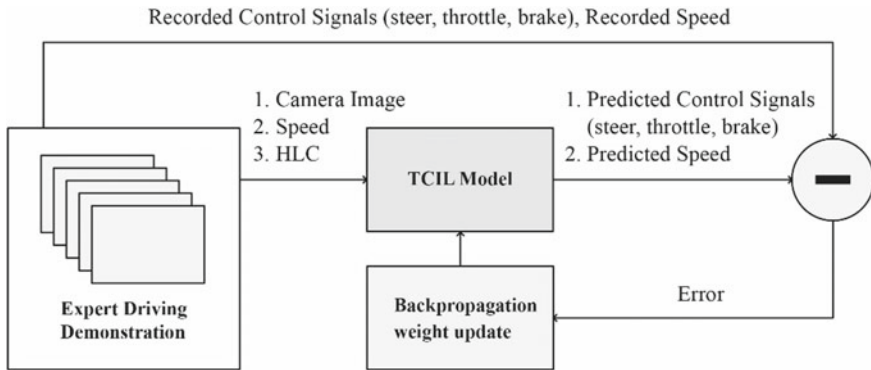 Recorded Control Signals (steer, throttle, brake), Recorded Speed
1. Camera Image
2. Speed
3. HLC
1. Predicted Control Signals
(steer, throttle, brake)
2. Predicted Speed
TCIL Model
Expert Driving
Demonstration
Backpropagation
weight update
Error